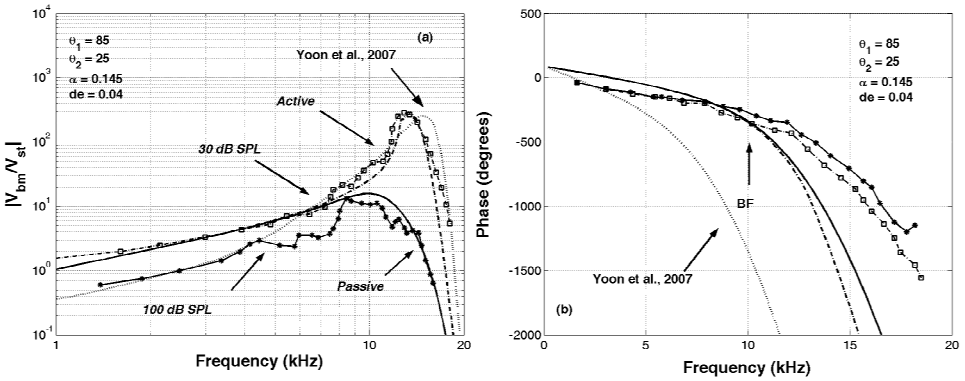 (a)
θ1 = 85
θ2 = 25
α = 0.145
de = 0.04
Yoon et al., 2007
Active
30 dB SPL
100 dB SPL
Passive
|Vbm/Vst|
10^4
10^3
10^2
10^1
10^0
10^-1
1
10
20
Frequency (kHz)
500
0
-500
-1000
-1500
-2000
Phase (degrees)
θ1 = 85
θ2 = 25
α = 0.145
de = 0.04
BF
Yoon et al., 2007
(b)
0
5
10
15
20
Frequency (kHz)